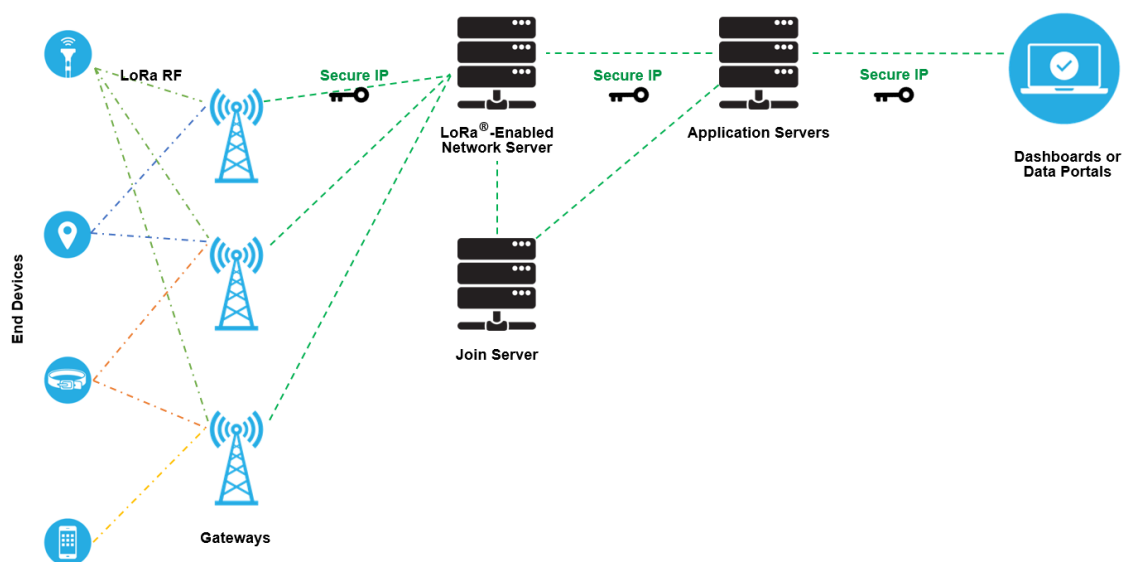 LoRa RF
Secure IP
Secure IP
Secure IP
LoRa®-Enabled
Network Server
Application Servers
Dashboards or
Data Portals
End Devices
Join Server
Gateways